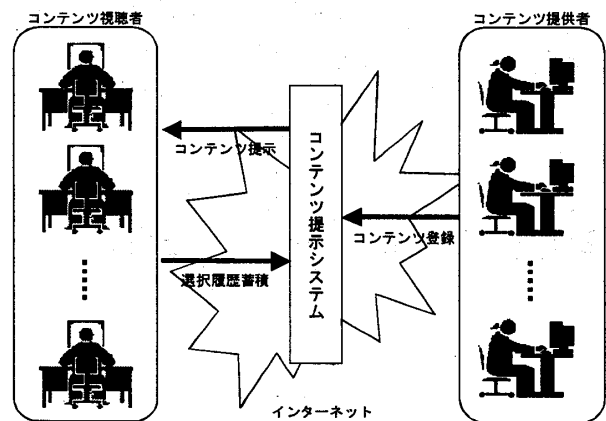 コンテンツ視聴者
コンテンツ提供者
コンテンツ提示
コンテンツ提示システム
コンテンツ登録
選択履歴蓄積
インターネット